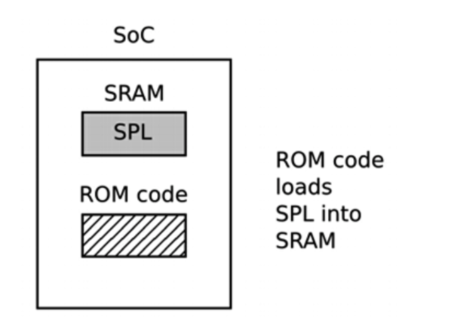 SoC
SRAM
SPL
ROM code
ROM code
loads
SPL into
SRAM